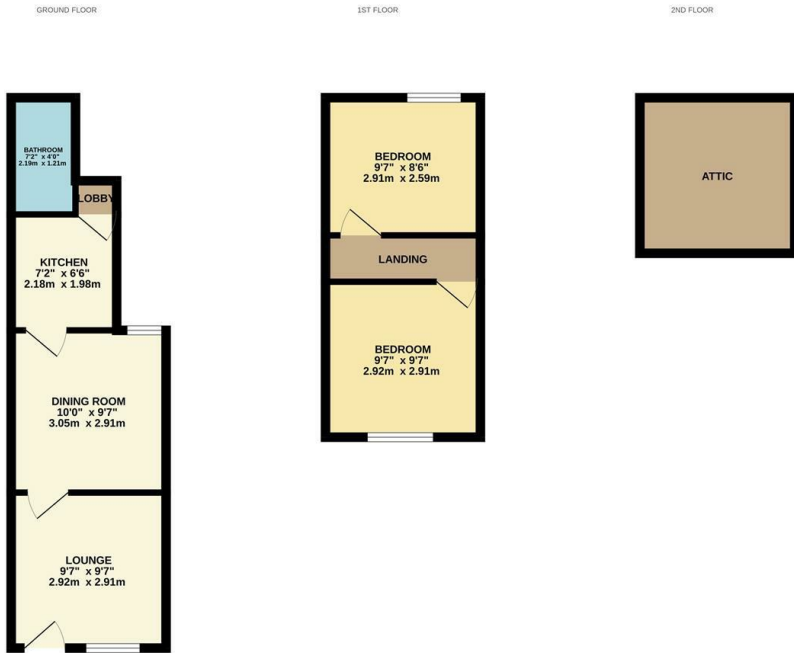 GROUND FLOOR
1ST FLOOR
2ND FLOOR
BATHROOM
7'2" x 4'0"
2.19m x 1.21m
LOBBY
KITCHEN
7'2" x 6'6"
2.18m x 1.98m
DINING ROOM
10'0" x 9'7"
3.05m x 2.91m
LOUNGE
9'7" x 9'7"
2.92m x 2.91m
BEDROOM
9'7" x 8'6"
2.91m x 2.59m
LANDING
BEDROOM
9'7" x 9'7"
2.92m x 2.91m
ATTIC